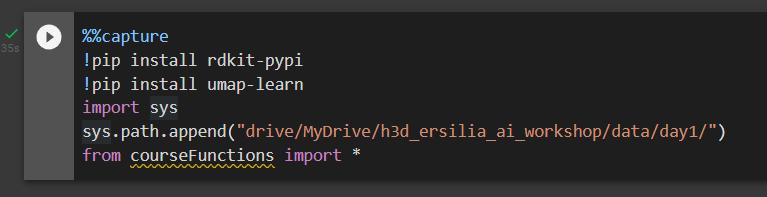 %%capture
!pip install rdkit-pypi
!pip install umap-learn
import sys
sys.path.append("drive/MyDrive/h3d_ersilia_ai_workshop/data/day1/")
from courseFunctions import *
35s